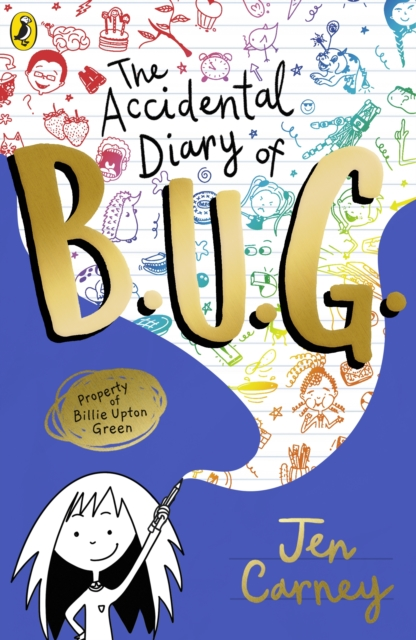 The
Accidental
Diary of
B.U.G.
Property
of
Billie Upton
Green
Jen
Carney